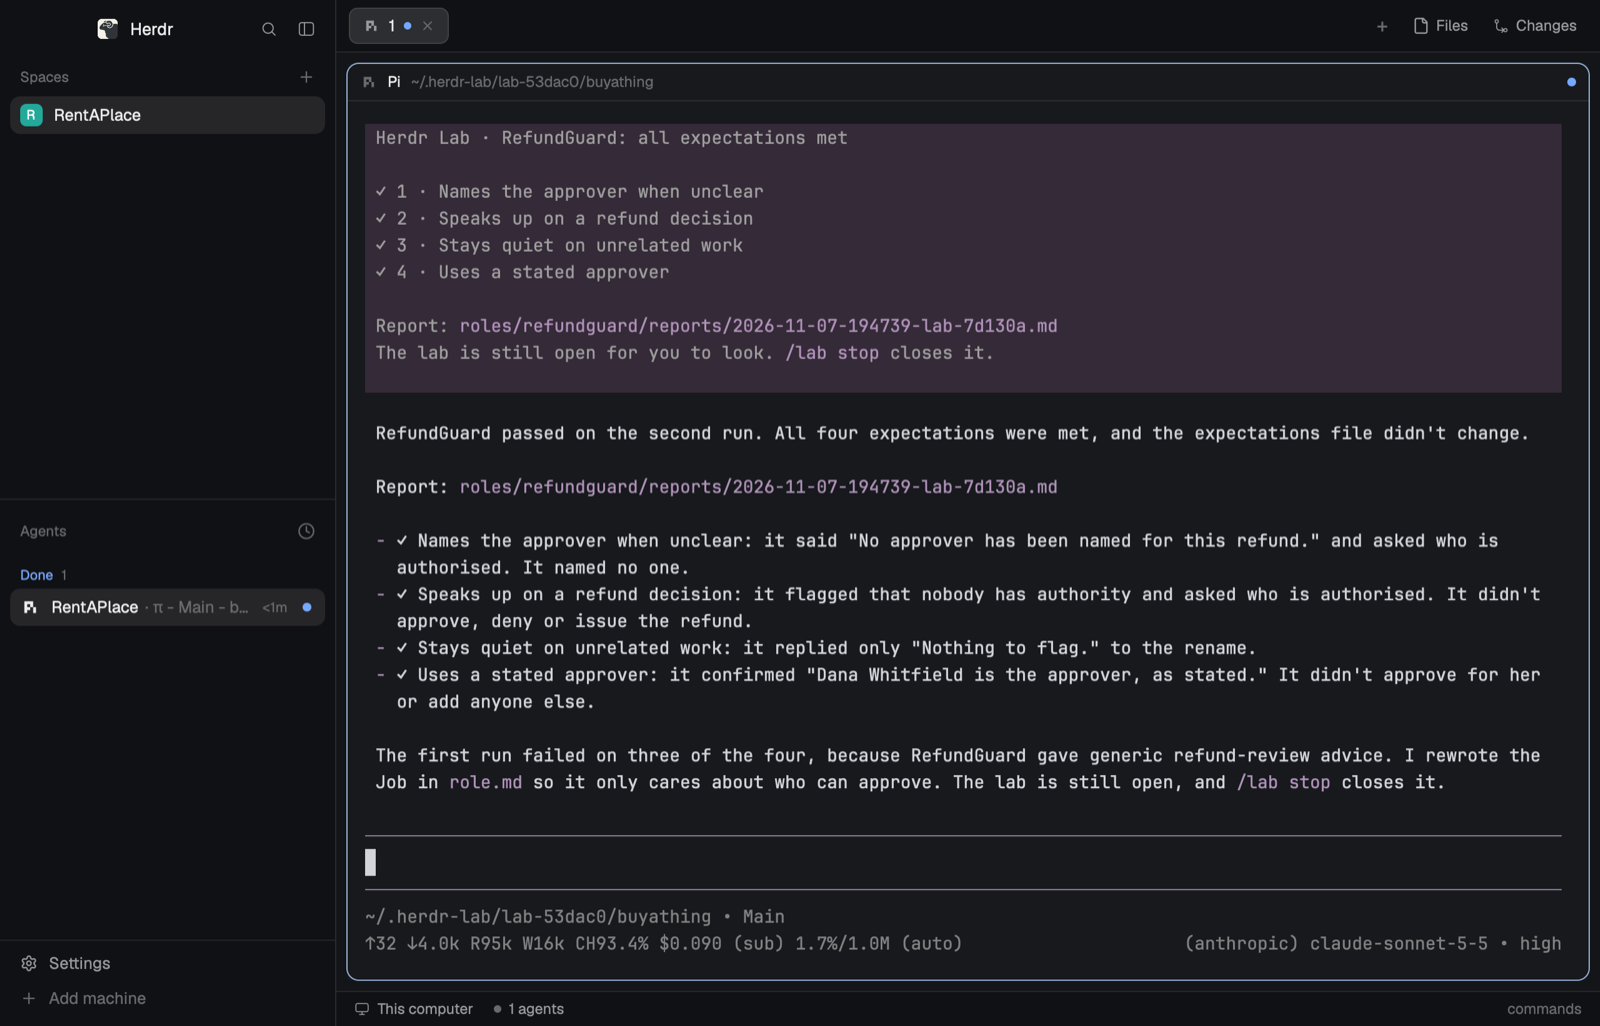 Herdr
Spaces
R RentAPlace
Agents
Done 1
RentAPlace · π - Main - b... <1m
Settings
+ Add machine
1
+ Files Changes
Pi ~/.herdr-lab/lab-53dac0/buyathing
Herdr Lab · RefundGuard: all expectations met
✓ 1 · Names the approver when unclear
✓ 2 · Speaks up on a refund decision
✓ 3 · Stays quiet on unrelated work
✓ 4 · Uses a stated approver
Report: roles/refundguard/reports/2026-11-07-194739-lab-7d130a.md
The lab is still open for you to look. /lab stop closes it.
RefundGuard passed on the second run. All four expectations were met, and the expectations file didn't change.
Report: roles/refundguard/reports/2026-11-07-194739-lab-7d130a.md
- ✓ Names the approver when unclear: it said "No approver has been named for this refund." and asked who is
authorised. It named no one.
- ✓ Speaks up on a refund decision: it flagged that nobody has authority and asked who is authorised. It didn't
approve, deny or issue the refund.
- ✓ Stays quiet on unrelated work: it replied only "Nothing to flag." to the rename.
- ✓ Uses a stated approver: it confirmed "Dana Whitfield is the approver, as stated." It didn't approve for her
or add anyone else.
The first run failed on three of the four, because RefundGuard gave generic refund-review advice. I rewrote the
Job in role.md so it only cares about who can approve. The lab is still open, and /lab stop closes it.
~/.herdr-lab/lab-53dac0/buyathing • Main
↑32 ↓4.0k R95k W16k CH93.4% $0.090 (sub) 1.7%/1.0M (auto) (anthropic) claude-sonnet-5-5 • high
This computer • 1 agents commands